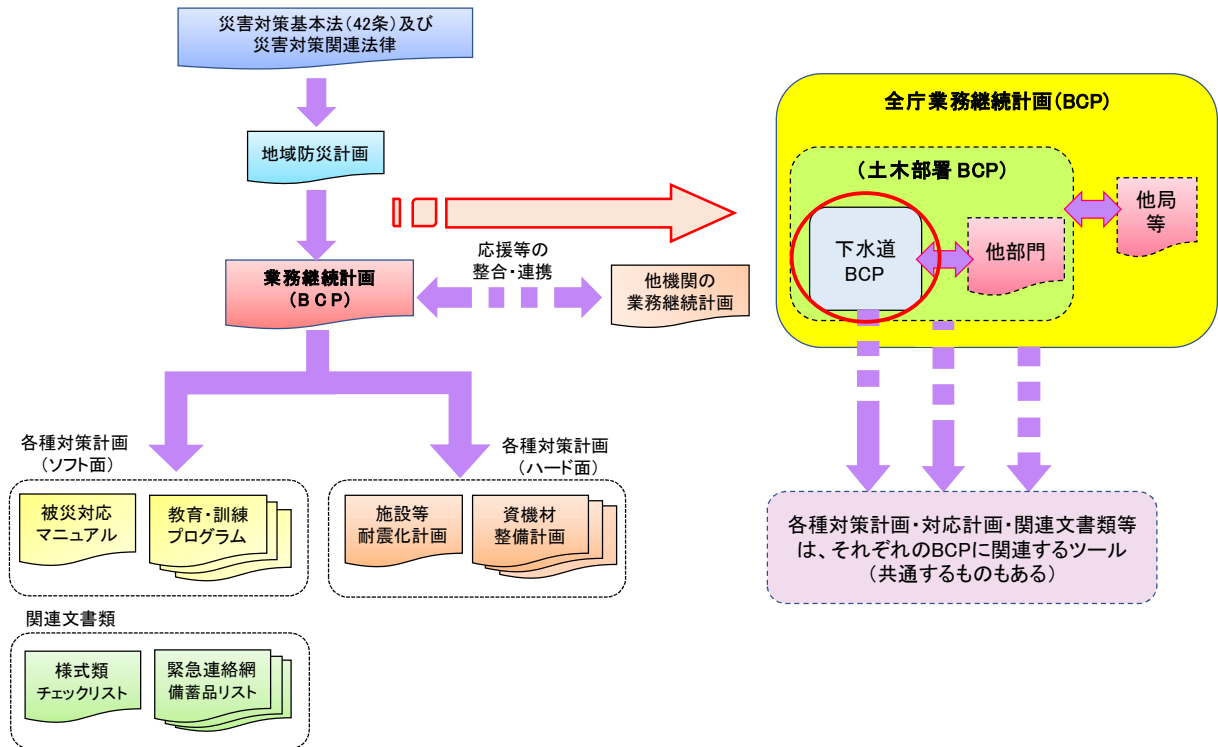 災害対策基本法(42条)及び
災害対策関連法律
地域防災計画
業務継続計画
(BCP)
応援等の
整合・連携
他機関の
業務継続計画
各種対策計画
(ソフト面)
被災対応
マニュアル
教育・訓練
プログラム
各種対策計画
(ハード面)
施設等
耐震化計画
資機材
整備計画
関連文書類
様式類
チェックリスト
緊急連絡網
備蓄品リスト
全庁業務継続計画(BCP)
(土木部署 BCP)
下水道
BCP
他部門
他局
等
各種対策計画・対応計画・関連文書類等
は、それぞれのBCPに関連するツール
(共通するものもある)